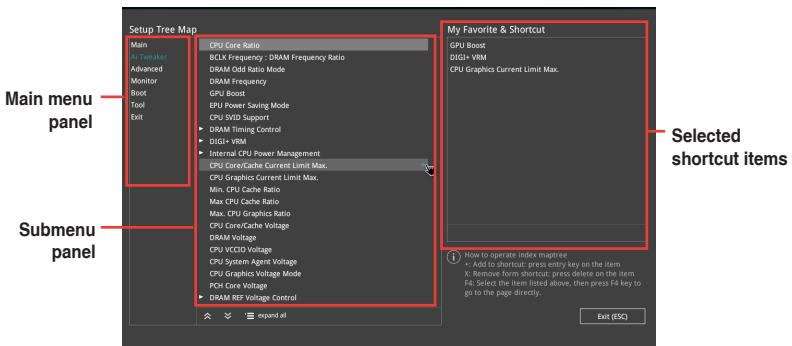 Setup Tree Map
Main
Ai Tweaker
Advanced
Monitor
Boot
Tool
Exit
Main menu
panel
CPU Core Ratio
BCLK Frequency : DRAM Frequency Ratio
DRAM Odd Ratio Mode
DRAM Frequency
GPU Boost
EPU Power Saving Mode
CPU SVID Support
DRAM Timing Control
DIGI+ VRM
Internal CPU Power Management
CPU Core/Cache Current Limit Max.
CPU Graphics Current Limit Max.
Min. CPU Cache Ratio
Max CPU Cache Ratio
Max. CPU Graphics Ratio
CPU Core/Cache Voltage
DRAM Voltage
CPU VCCIO Voltage
CPU System Agent Voltage
CPU Graphics Voltage Mode
PCH Core Voltage
DRAM REF Voltage Control
expand all
Submenu
panel
My Favorite & Shortcut
GPU Boost
DIGI+ VRM
CPU Graphics Current Limit Max.
Selected
shortcut items
How to operate index maptree
+: Add to shortcut: press entry key on the item
X: Remove form shortcut: press delete on the item
F4: Select the item listed above, then press F4 key to
go to the page directly.
Exit (ESC)